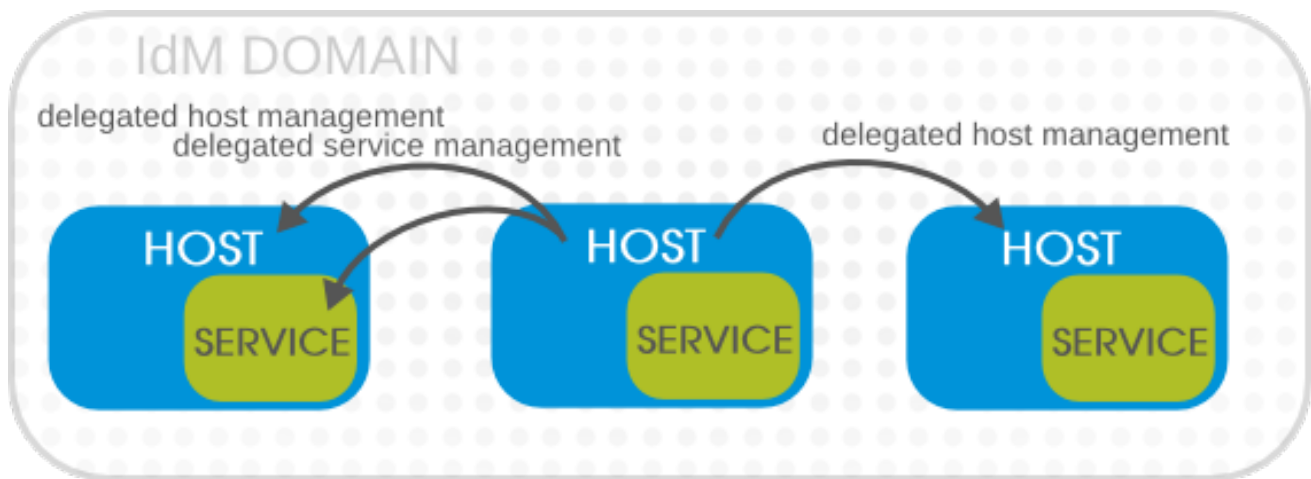 IdM DOMAIN
delegated host management
delegated service management
delegated host management
HOST
SERVICE
HOST
SERVICE
HOST
SERVICE